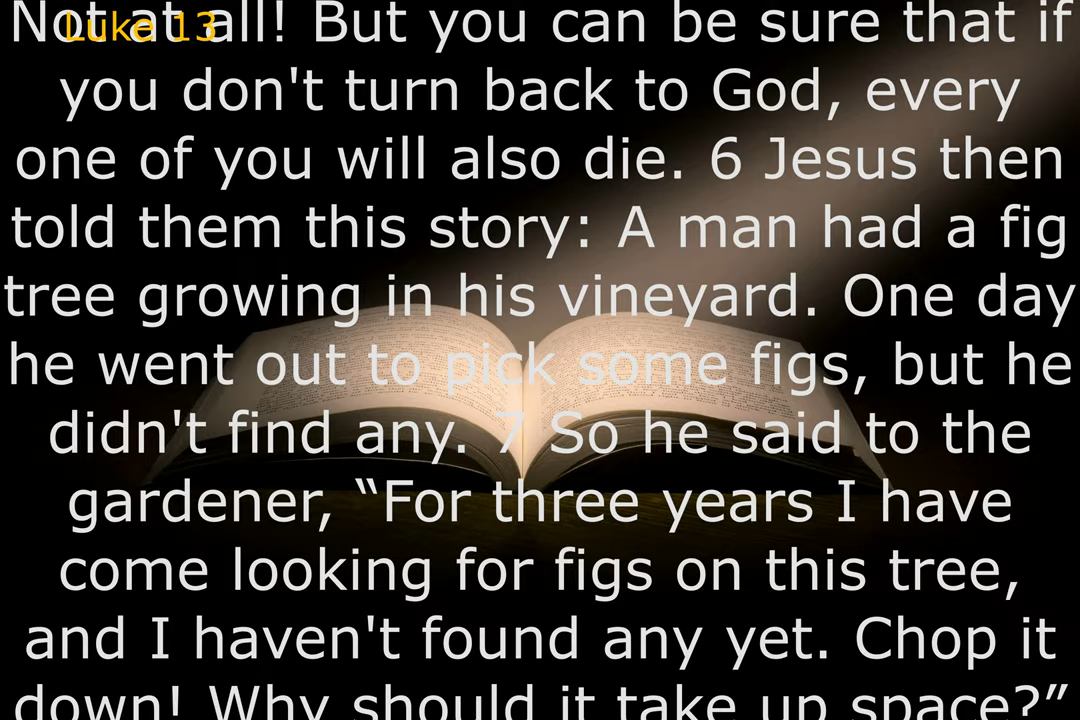 Luke 13
Not at all! But you can be sure that if
you don't turn back to God, every
one of you will also die. 6 Jesus then
told them this story: A man had a fig
tree growing in his vineyard. One day
he went out to pick some figs, but he
didn't find any. 7 So he said to the
gardener, “For three years I have
come looking for figs on this tree,
and I haven't found any yet. Chop it
down! Why should it take up space?”